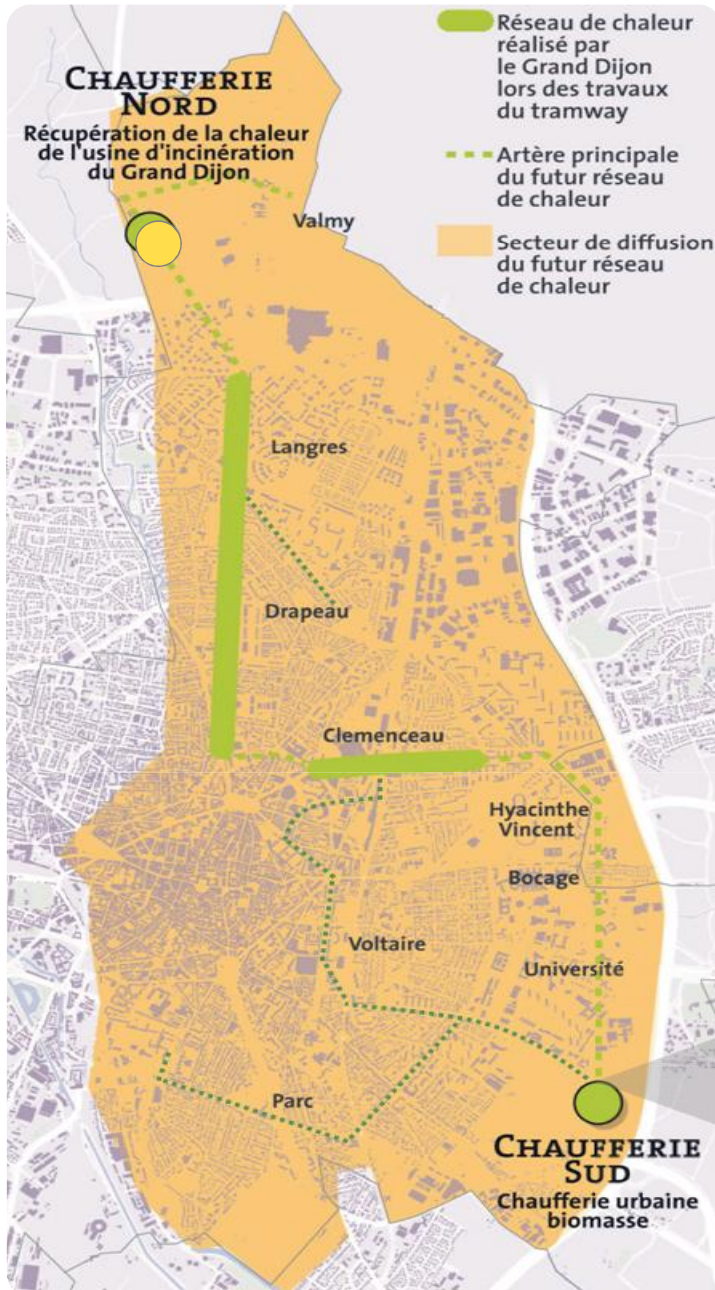 Réseau de chaleur
réalisé par
le Grand Dijon
lors des travaux
du tramway
Artère principale
du futur réseau
de chaleur
Secteur de diffusion
du futur réseau
de chaleur
CHAUFFERIE
NORD
Récupération de la chaleur
de l'usine d'incinération
du Grand Dijon
Valmy
Langres
Drapeau
Clemenceau
Hyacinthe
Vincent
Bocage
Voltaire
Université
Parc
CHAUFFERIE
SUD
Chaufferie urbaine
biomasse